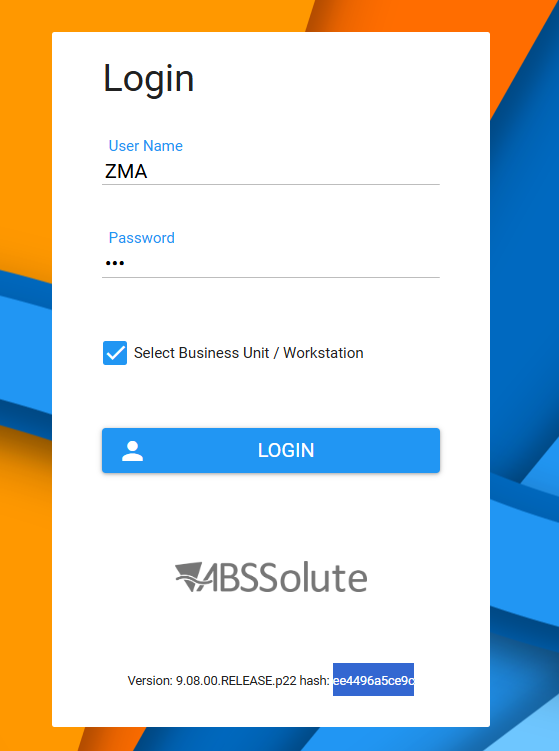 Login
User Name
ZMA
Password
•••
Select Business Unit / Workstation
LOGIN
ABSSolute
Version: 9.08.00.RELEASE.p22 hash: ee4496a5ce9c